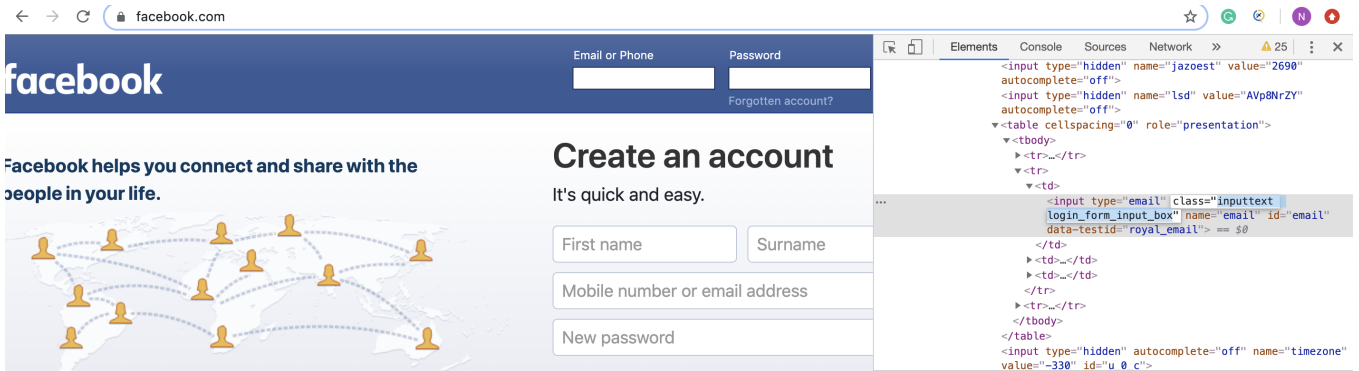 facebook.com
N
Email or Phone
Password
facebook
Forgotten account?
Facebook helps you connect and share with the
people in your life.
Create an account
It's quick and easy.
First name
Surname
Mobile number or email address
New password
Elements Console Sources Network » 25
<input type="hidden" name="jazoest" value="2690"
autocomplete="off">
<input type="hidden" name="lsd" value="AVp8NrZY"
autocomplete="off">
▼<table cellspacing="0" role="presentation">
▼<tbody>
▶<tr>…</tr>
▼<tr>
▼<td>
<input type="email" class="inputtext
login_form_input_box" name="email" id="email"
data-testid="royal_email"> == $0
</td>
▶<td>…</td>
▶<td>…</td>
</tr>
▶<tr>…</tr>
</tbody>
</table>
<input type="hidden" autocomplete="off" name="timezone"
value="-330" id="u_0_c">